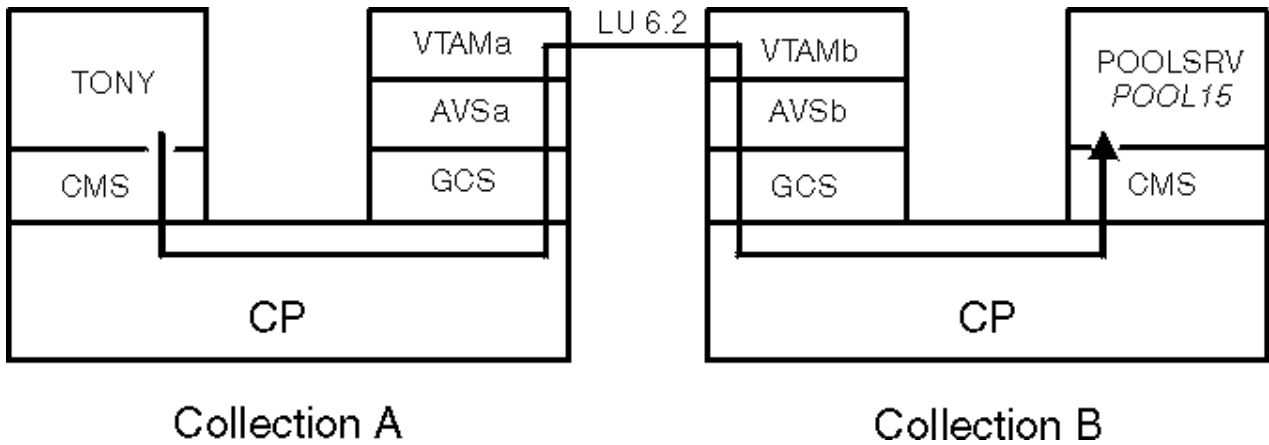 LU 6.2
VTAMa
VTAMb
TONY
POOLSRV
POOL15
AVSa
AVSb
CMS
GCS
GCS
CMS
CP
CP
Collection A
Collection B